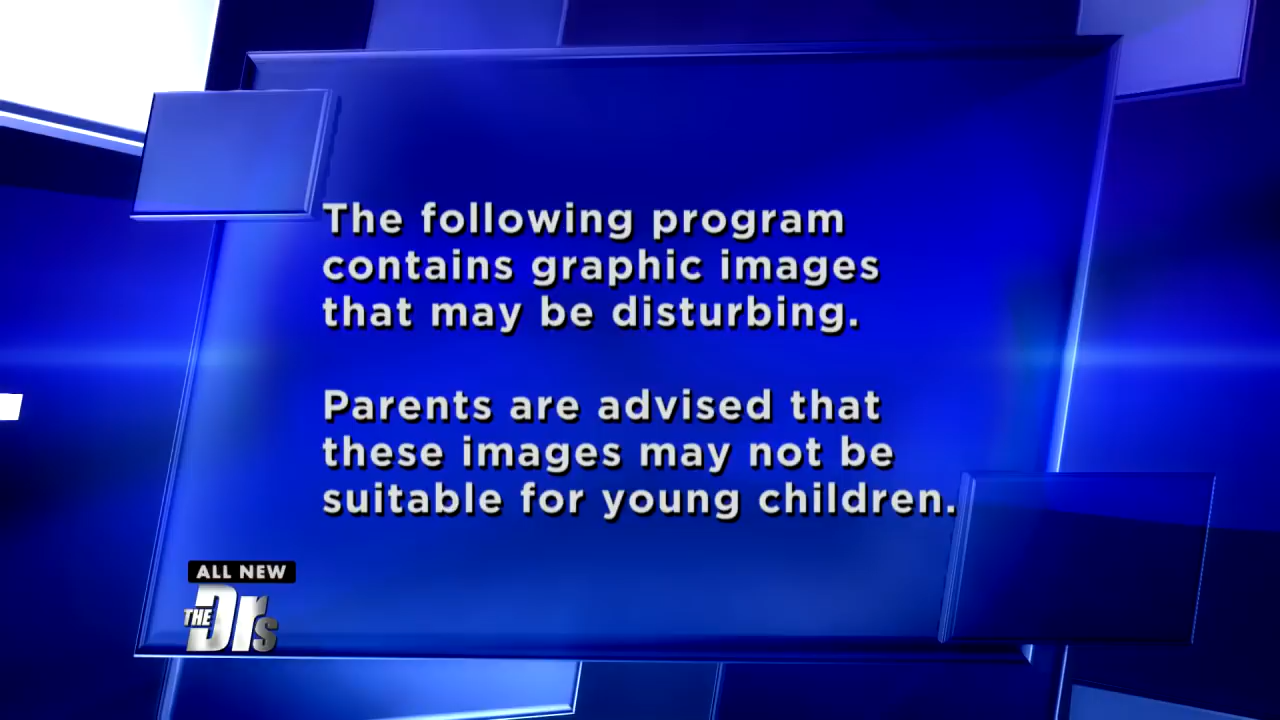 The following program
contains graphic images
that may be disturbing.
Parents are advised that
these images may not be
suitable for young children.
ALL NEW
THE Drs